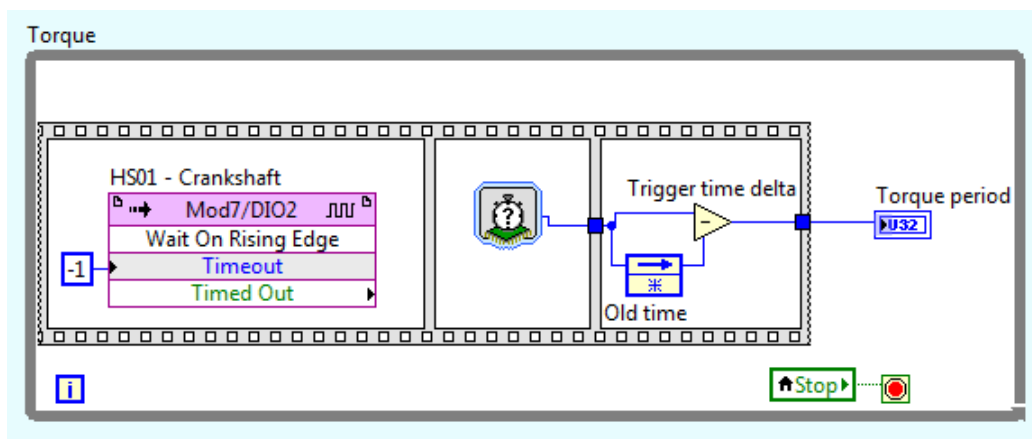 Torque
HS01 - Crankshaft
Mod7/DIO2
Wait On Rising Edge
-1
Timeout
Timed Out
?
Trigger time delta
-
Old time
Torque period
U32
i
Stop